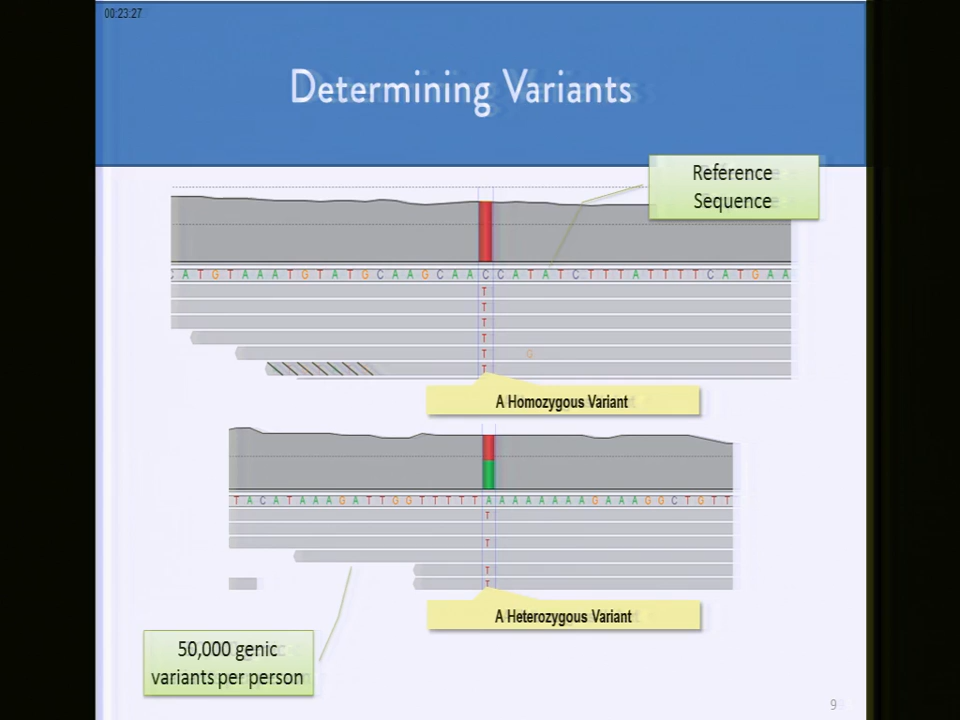 00:23:27
Determining Variants
Reference
Sequence
C A T G T A A A T G T A T G C A A G C A A C C A T A T C T T T A T T T T C A T G A A
T
T
T
T
T G
T
A Homozygous Variant
T A C A T A A A G A T T G G T T T T T A A A A A A A A G A A A G G C T G T T
T
T
T
T
A Heterozygous Variant
50,000 genic
variants per person
9